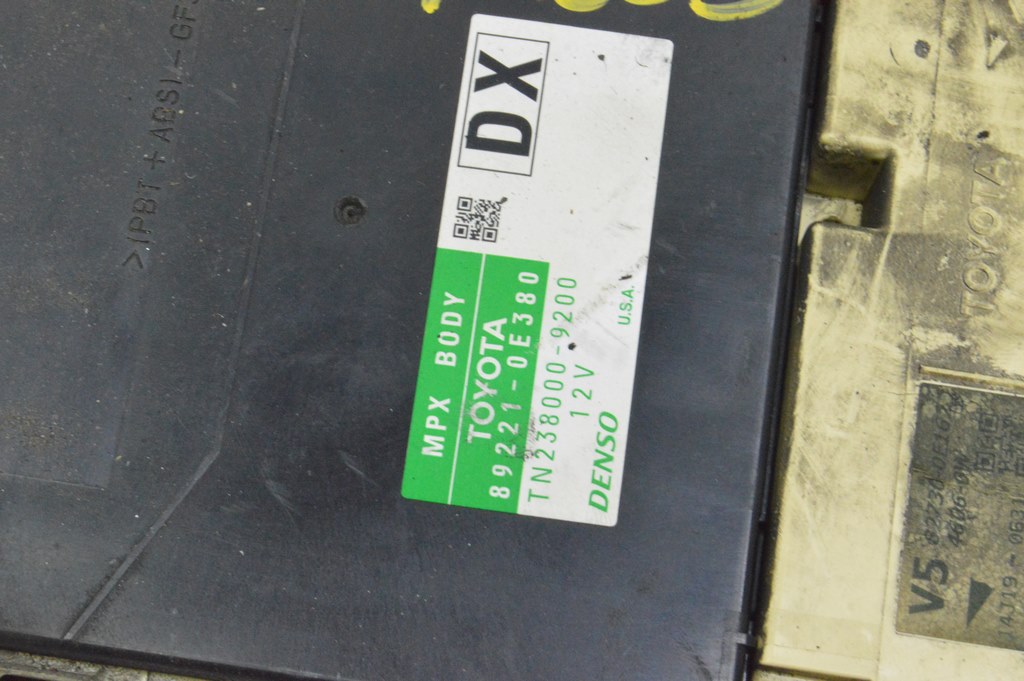 >(PBT+ABS)-GF
DX
MPX BODY
TOYOTA
89221-0E380
TN238000-9200
12V
DENSO
U.S.A.
TOYOTA
V5